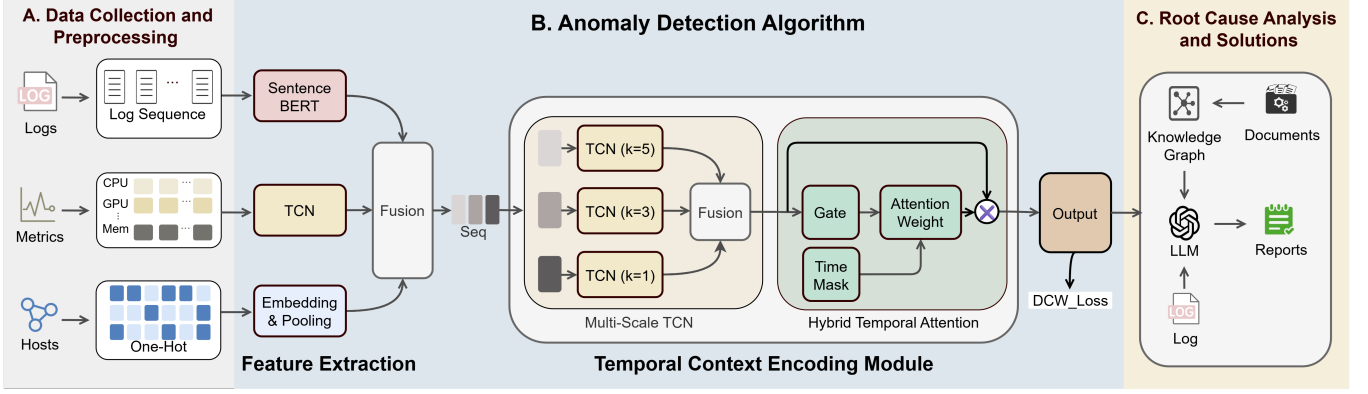 A. Data Collection and
Preprocessing
LOG
Logs
...
Log Sequence
Metrics
CPU
...
GPU
...
⋮
Mem
...
Hosts
One-Hot
B. Anomaly Detection Algorithm
Sentence
BERT
TCN
Embedding
& Pooling
Fusion
Feature Extraction
Seq
TCN (k=5)
TCN (k=3)
TCN (k=1)
Fusion
Multi-Scale TCN
Gate
Attention
Weight
Time
Mask
Hybrid Temporal Attention
Temporal Context Encoding Module
Output
DCW_Loss
C. Root Cause Analysis
and Solutions
Knowledge
Graph
Documents
LLM
Reports
LOG
Log